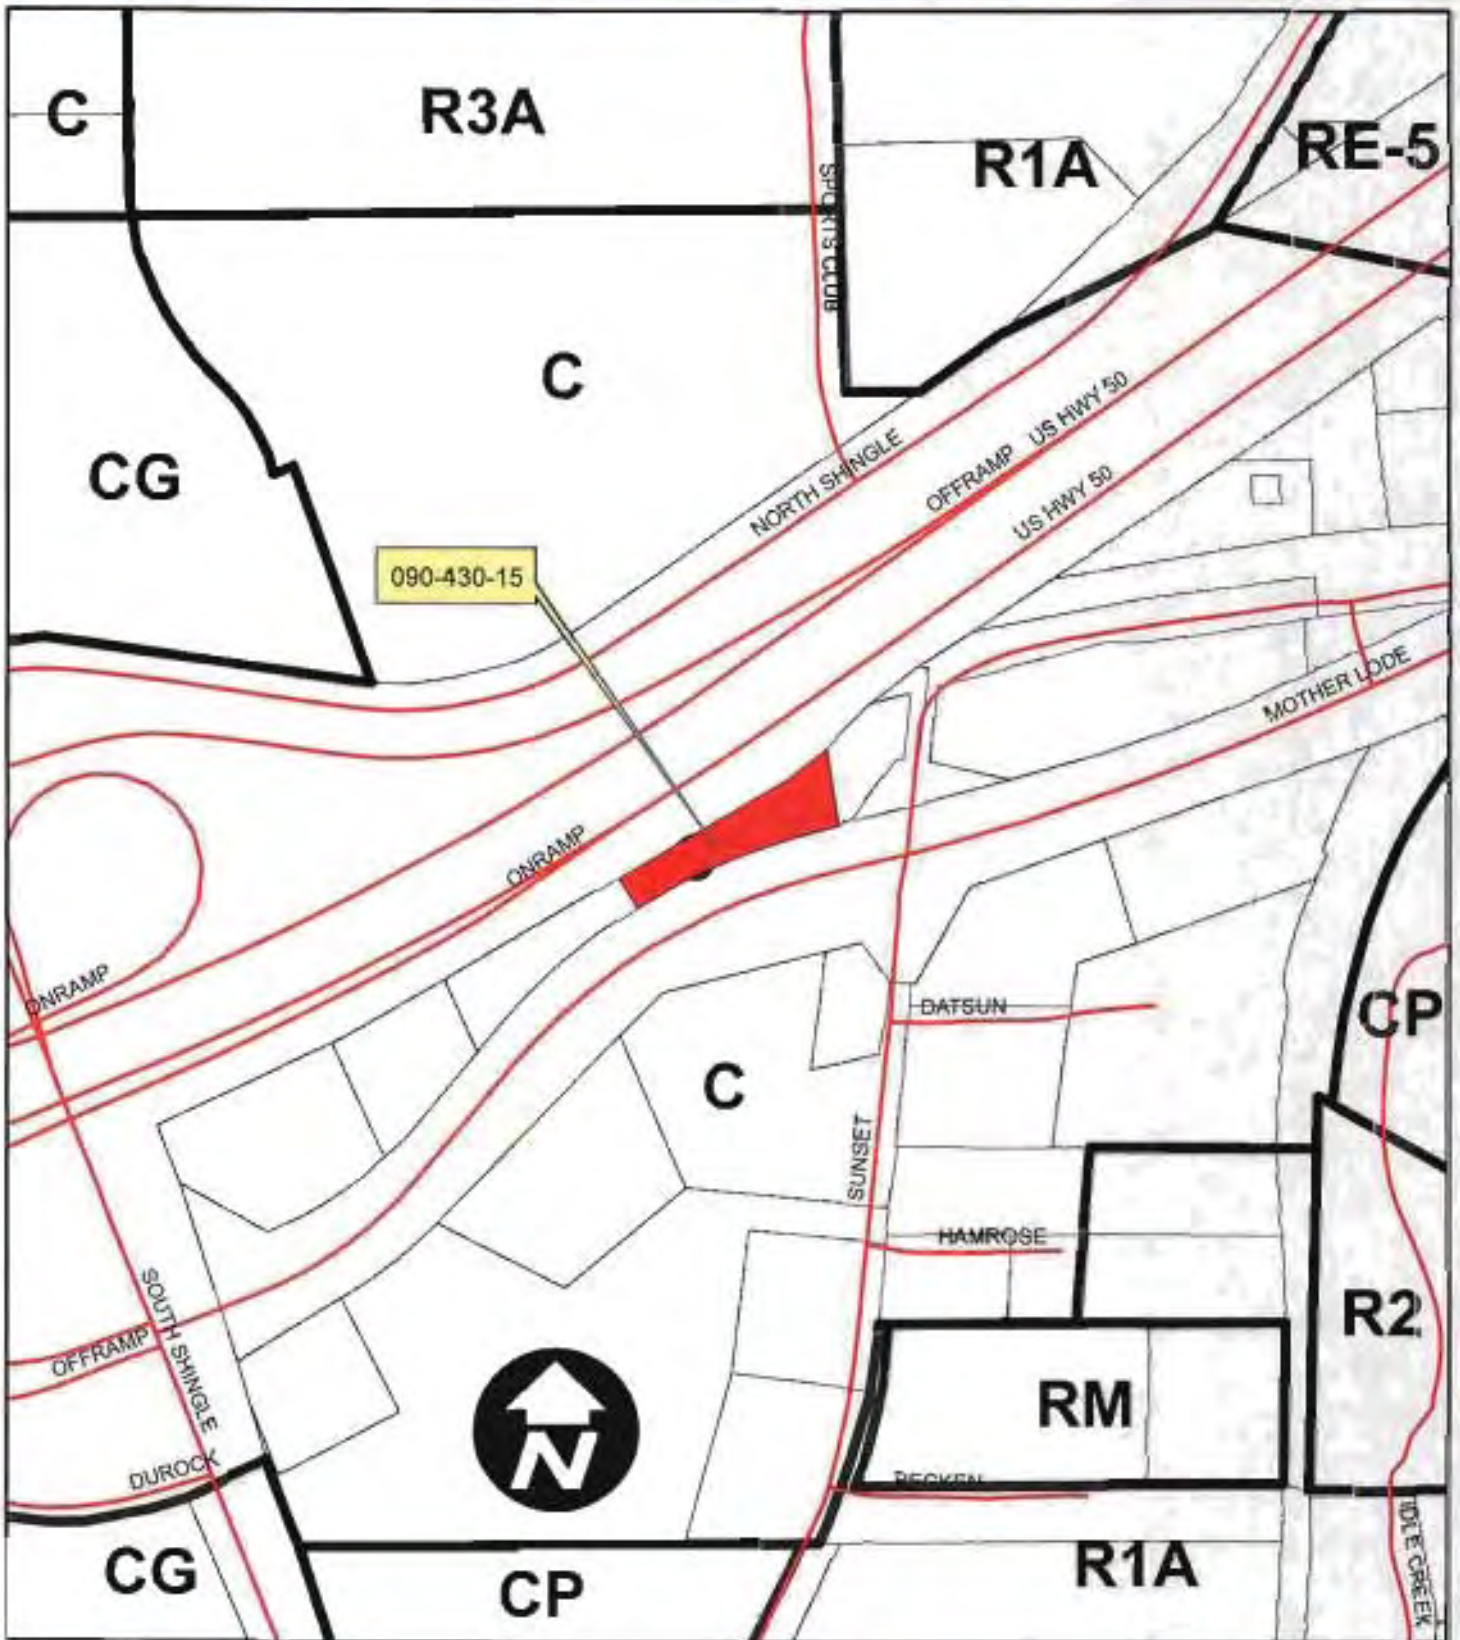 C
R3A
R1A
RE-5
SPORTS CLUB
C
CG
US HWY 50
NORTH SHINGLE
OFFRAMP
US HWY 50
090-430-15
MOTHER LODE
ONRAMP
ONRAMP
DATSUN
CP
C
SUNSET
HAMROSE
SOUTH SHINGLE
R2
OFFRAMP
RM
N
DUROCK
BECKEN
IDLE CREEK
CG
CP
R1A